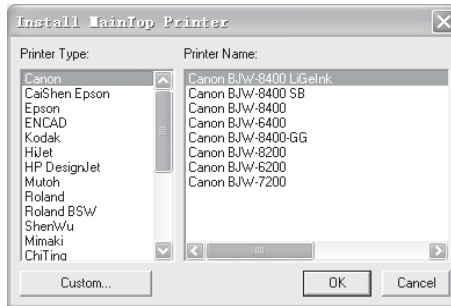 Install MainTop Printer
Printer Type:
Printer Name:
Canon
CaiShen Epson
Epson
ENCAD
Kodak
HiJet
HP DesignJet
Mutoh
Roland
Roland BSW
ShenWu
Mimaki
ChiTing
Canon BJW-8400 LiGeInk
Canon BJW-8400 SB
Canon BJW-8400
Canon BJW-6400
Canon BJW-8400-GG
Canon BJW-8200
Canon BJW-6200
Canon BJW-7200
Custom...
OK
Cancel